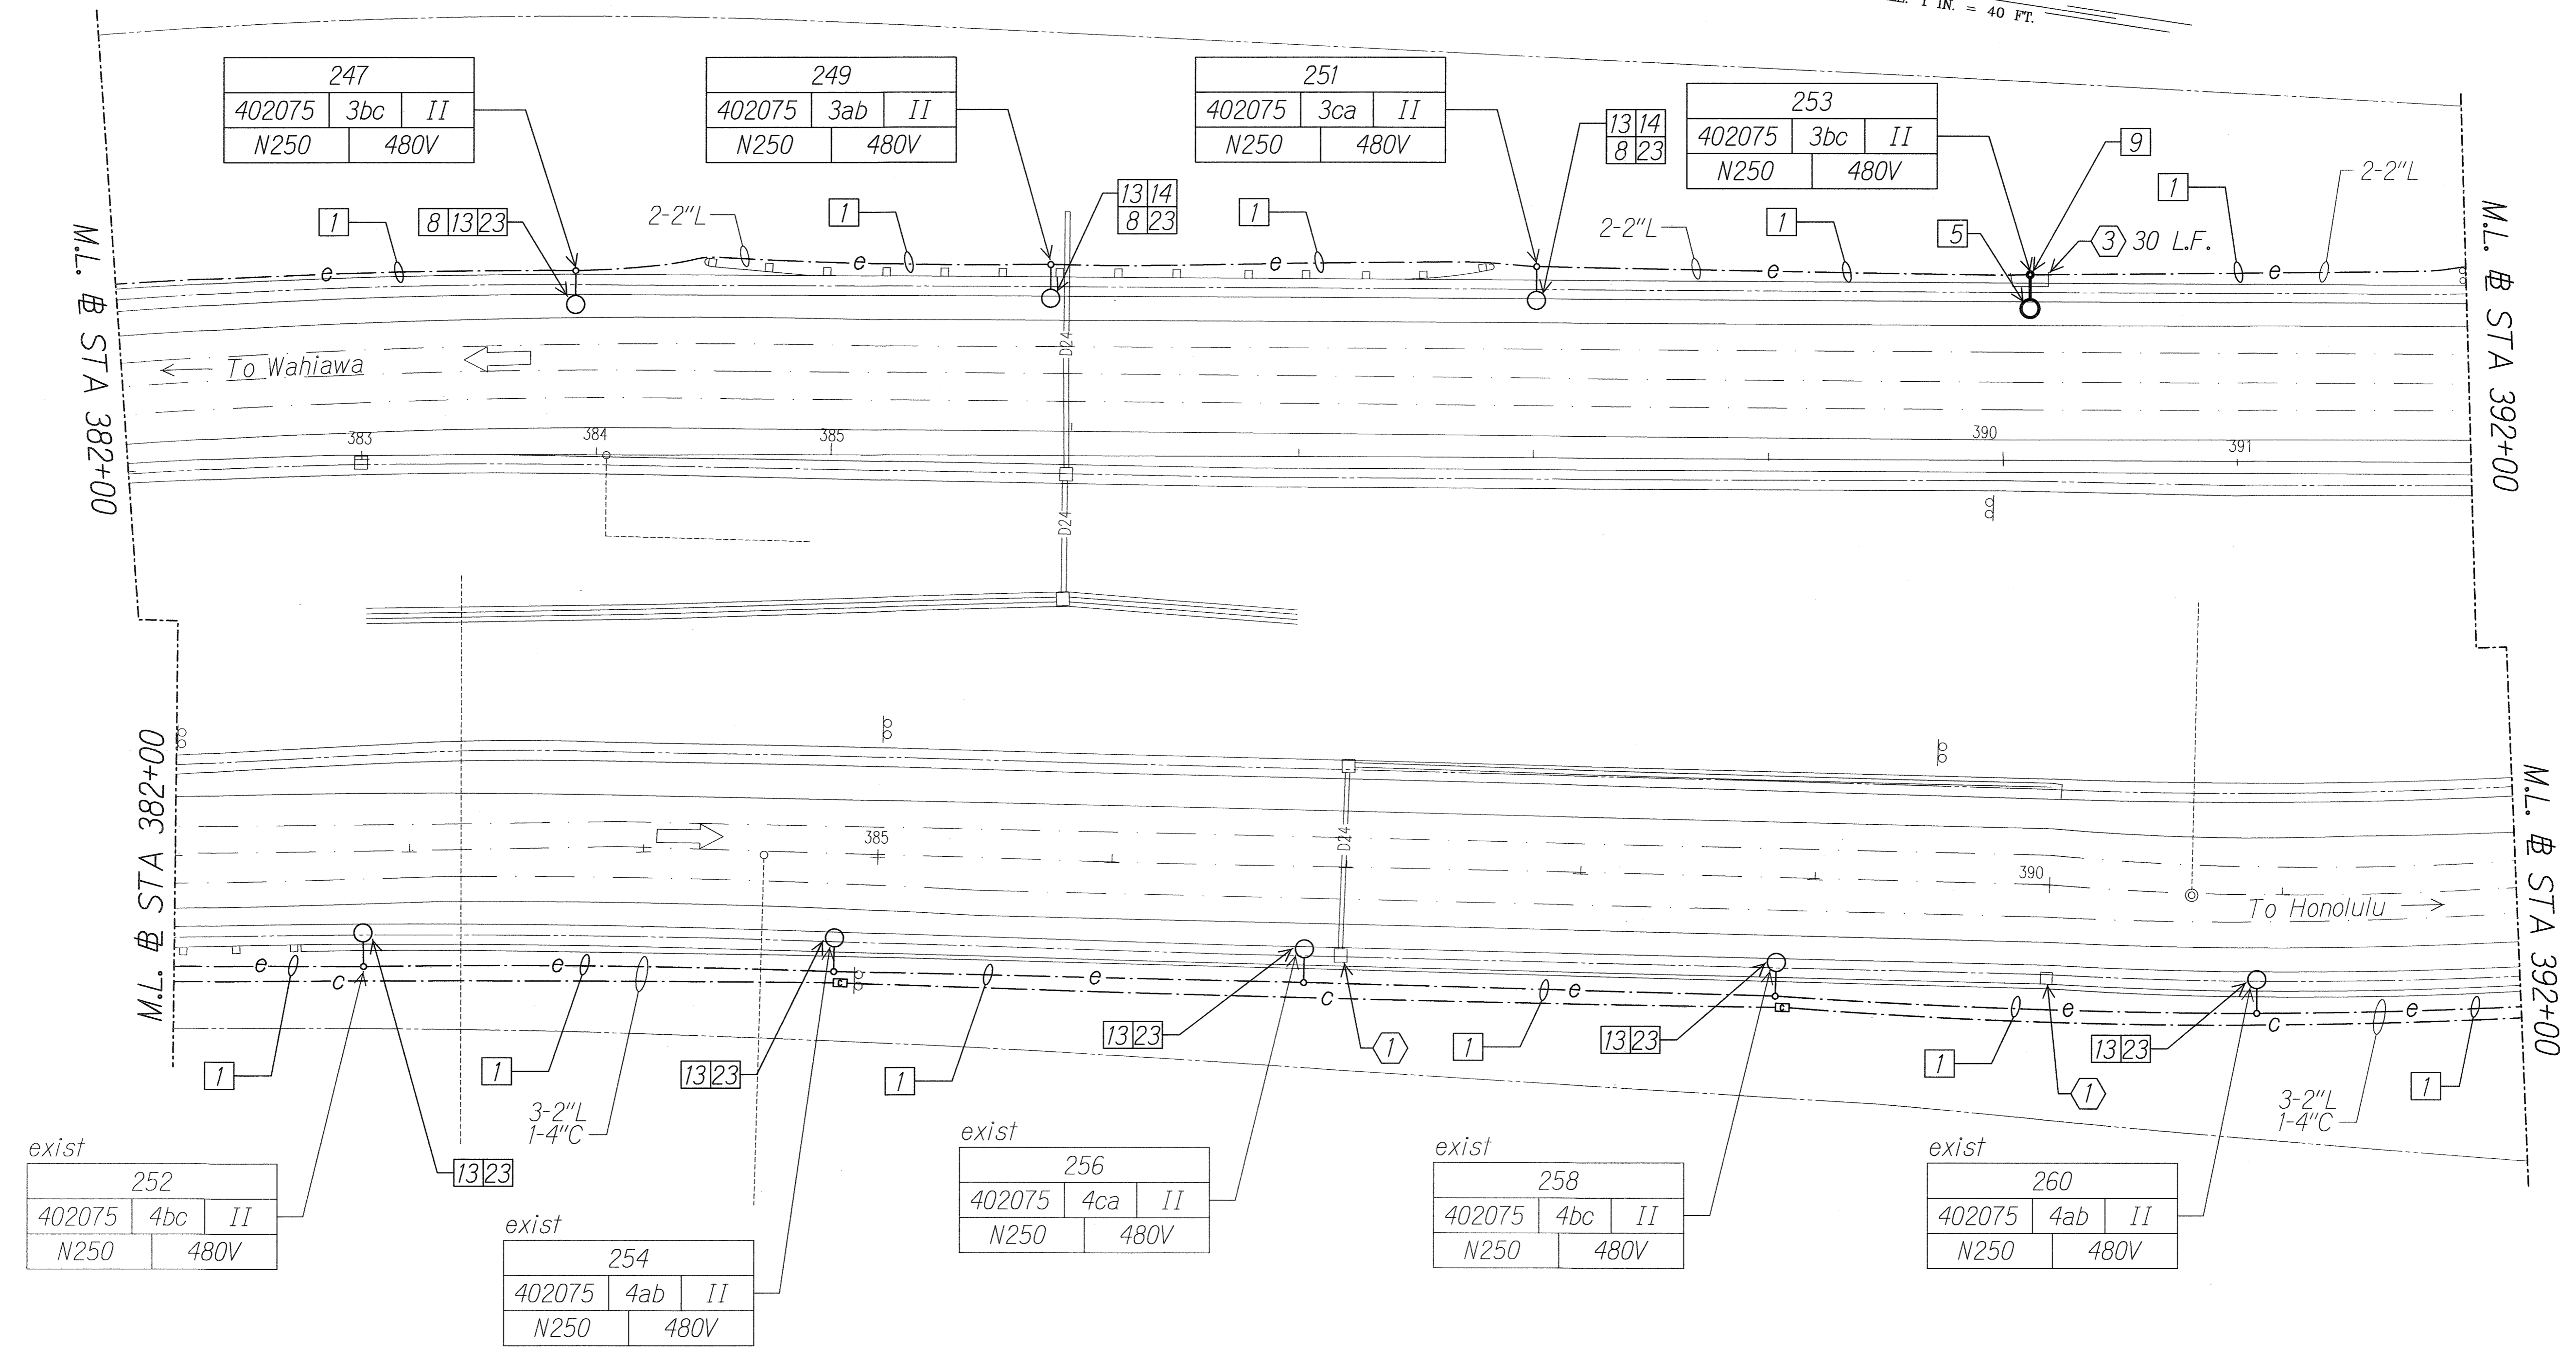 1 IN. = 40 FT.
247
402075 3bc II
N250 480V
249
402075 3ab II
N250 480V
251
402075 3ca II
N250 480V
13 14
8 23
253
402075 3bc II
N250 480V
9
1
2-2"L
1
8 13 23
2-2"L
1
13 14
8 23
1
2-2"L
1
5
3 30 L.F.
e
e
e
e
e
M.L. BL STA 382+00
M.L. BL STA 392+00
To Wahiawa
D24
383
384
385
390
391
D24
M.L. BL STA 382+00
M.L. BL STA 392+00
385
D24
390
To Honolulu
e
c
e
e
c
e
e
c
e
c
c
c
1
1
13 23
1
13 23
1
1
13 23
1
1
13 23
1
3-2"L
1-4"C
3-2"L
1-4"C
13 23
exist
252
402075 4bc II
N250 480V
exist
254
402075 4ab II
N250 480V
exist
256
402075 4ca II
N250 480V
exist
258
402075 4bc II
N250 480V
exist
260
402075 4ab II
N250 480V